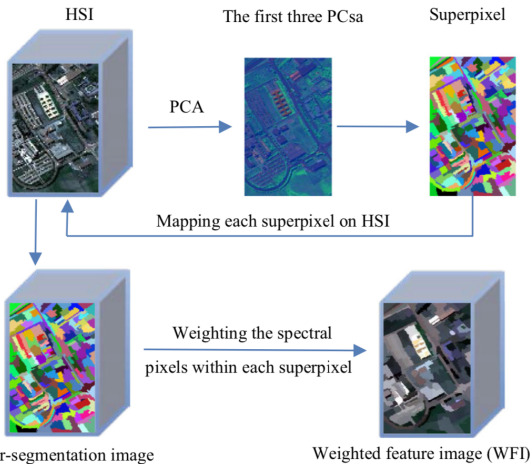 HSI
The first three PCsa
Superpixel
PCA
Mapping each superpixel on HSI
Weighting the spectral
pixels within each superpixel
r-segmentation image
Weighted feature image (WFI)